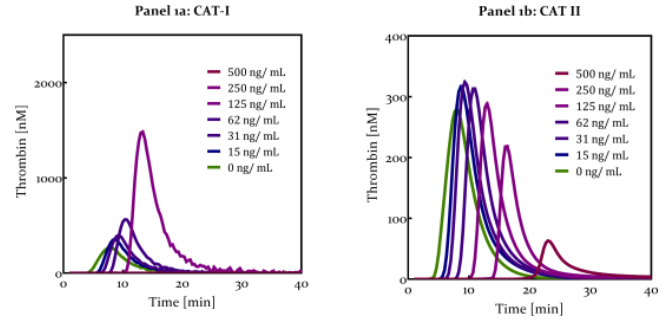 Panel 1a: CAT-I
Thrombin [nM]
2000
1000
0
500 ng/ mL
250 ng/ mL
125 ng/ mL
62 ng/ mL
31 ng/ mL
15 ng/ mL
0 ng/ mL
0 10 20 30 40
Time [min]
Panel 1b: CAT II
Thrombin [nM]
400
300
200
100
0
500 ng/ mL
250 ng/ mL
125 ng/ mL
62 ng/ mL
31 ng/ mL
15 ng/ mL
0 ng/ mL
0 10 20 30 40
Time [min]